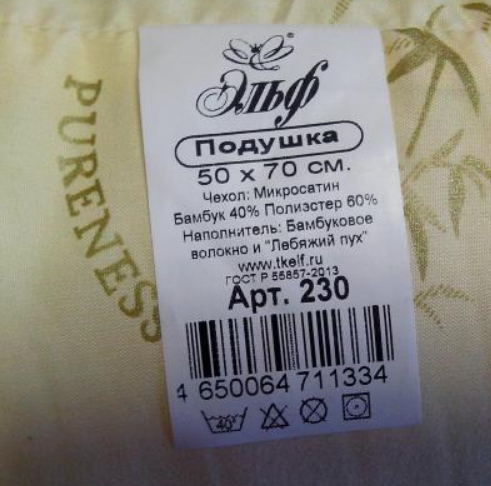 Эльф
®
Подушка
50 x 70 см.
Чехол: Микросатин
Бамбук 40% Полиэстер 60%
Наполнитель: Бамбуковое
волокно и "Лебяжий пух"
www.tkelf.ru
ГОСТ Р 55857-2013
Арт. 230
4 650064 711334
40°
PURENESS